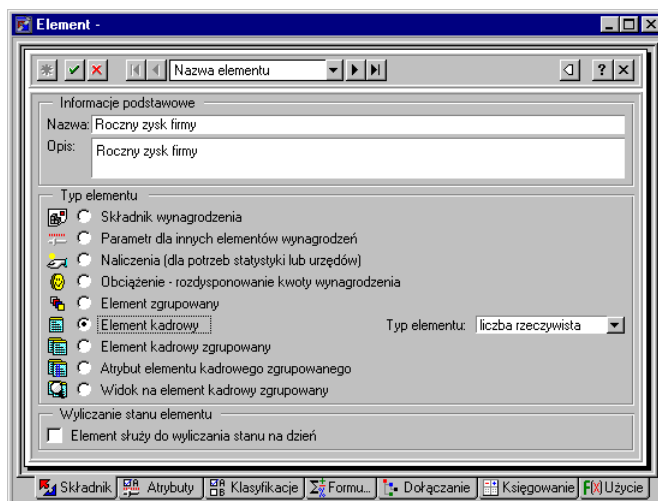 Element -
Nazwa elementu
?
Informacje podstawowe
Nazwa: Roczny zysk firmy
Opis: Roczny zysk firmy
Typ elementu
Składnik wynagrodzenia
Parametr dla innych elementów wynagrodzeń
Naliczenia (dla potrzeb statystyki lub urzędów)
Obciążenie - rozdysponowanie kwoty wynagrodzenia
Element zgrupowany
Element kadrowy Typ elementu: liczba rzeczywista
Element kadrowy zgrupowany
Atrybut elementu kadrowego zgrupowanego
Widok na element kadrowy zgrupowany
Wyliczanie stanu elementu
Element służy do wyliczania stanu na dzień
Składnik Atrybuty Klasyfikacje Formu... Dołączanie Księgowanie F(X) Użycie